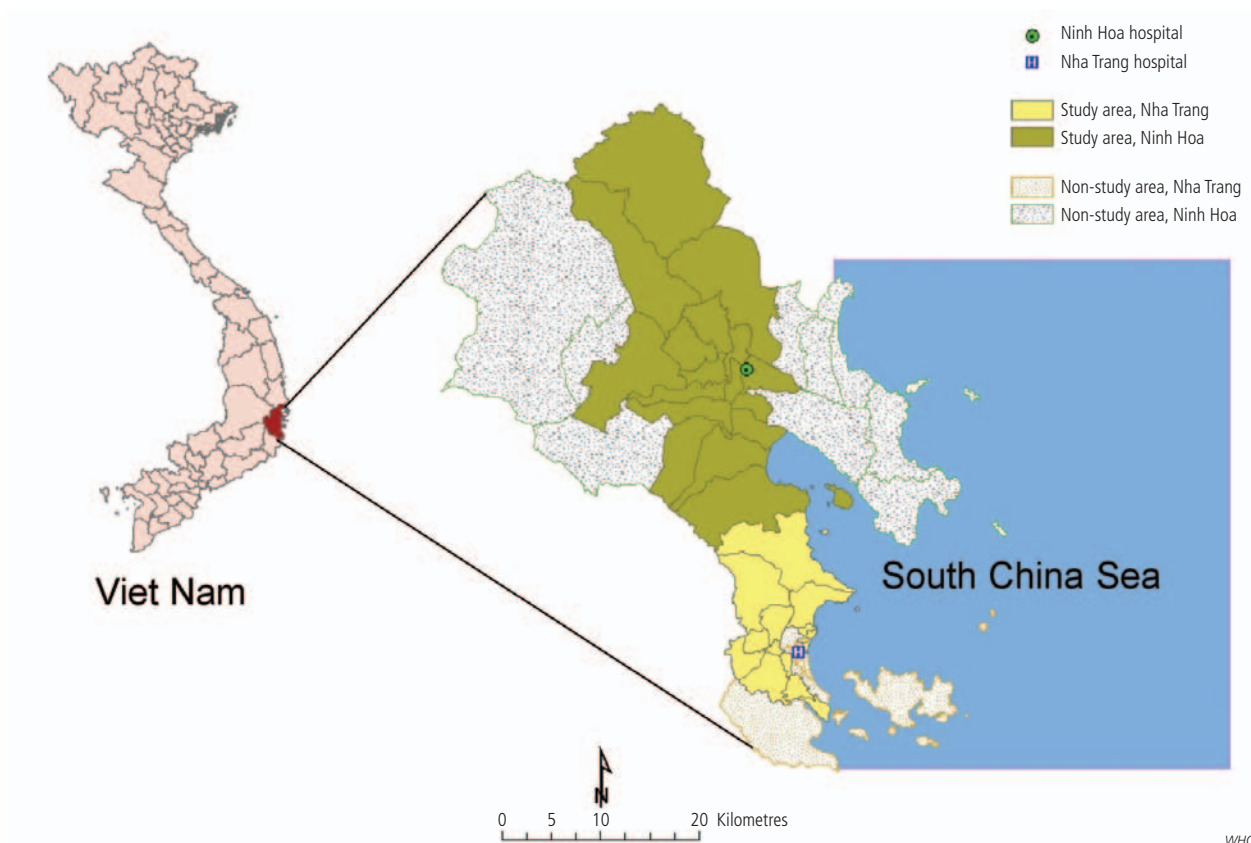 Ninh Hoa hospital
H Nha Trang hospital
Study area, Nha Trang
Study area, Ninh Hoa
Non-study area, Nha Trang
Non-study area, Ninh Hoa
H
South China Sea
Viet Nam
N
0 5 10 20 Kilometres